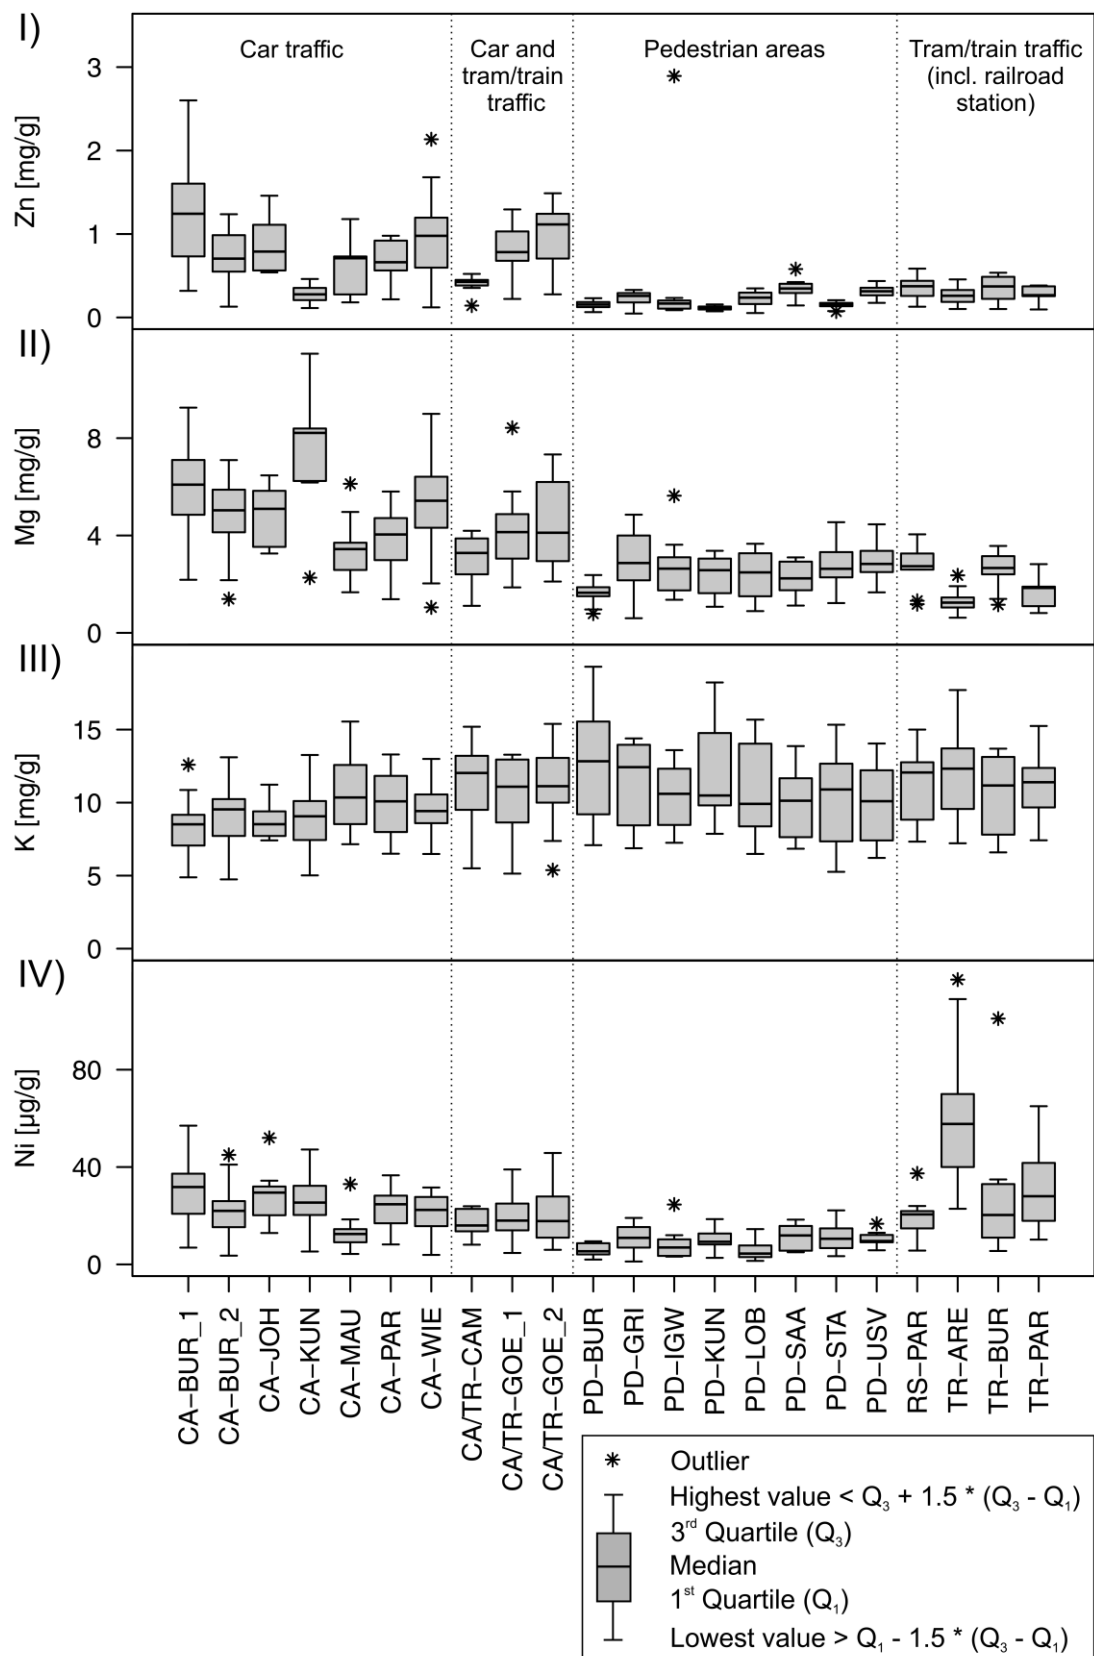 I)
Car traffic
Car and
tram/train
traffic
Pedestrian areas
Tram/train traffic
(incl. railroad
station)
Zn [mg/g]
3
2
1
0
II)
Mg [mg/g]
8
4
0
III)
K [mg/g]
15
10
5
0
IV)
Ni [µg/g]
80
40
0
CA−BUR_1
CA−BUR_2
CA−JOH
CA−KUN
CA−MAU
CA−PAR
CA−WIE
CA/TR−CAM
CA/TR−GOE_1
CA/TR−GOE_2
PD−BUR
PD−GRI
PD−IGW
PD−KUN
PD−LOB
PD−SAA
PD−STA
PD−USV
RS−PAR
TR−ARE
TR−BUR
TR−PAR
Outlier
Highest value < Q₃ + 1.5 * (Q₃ - Q₁)
3ʳᵈ Quartile (Q₃)
Median
1ˢᵗ Quartile (Q₁)
Lowest value > Q₁ - 1.5 * (Q₃ - Q₁)